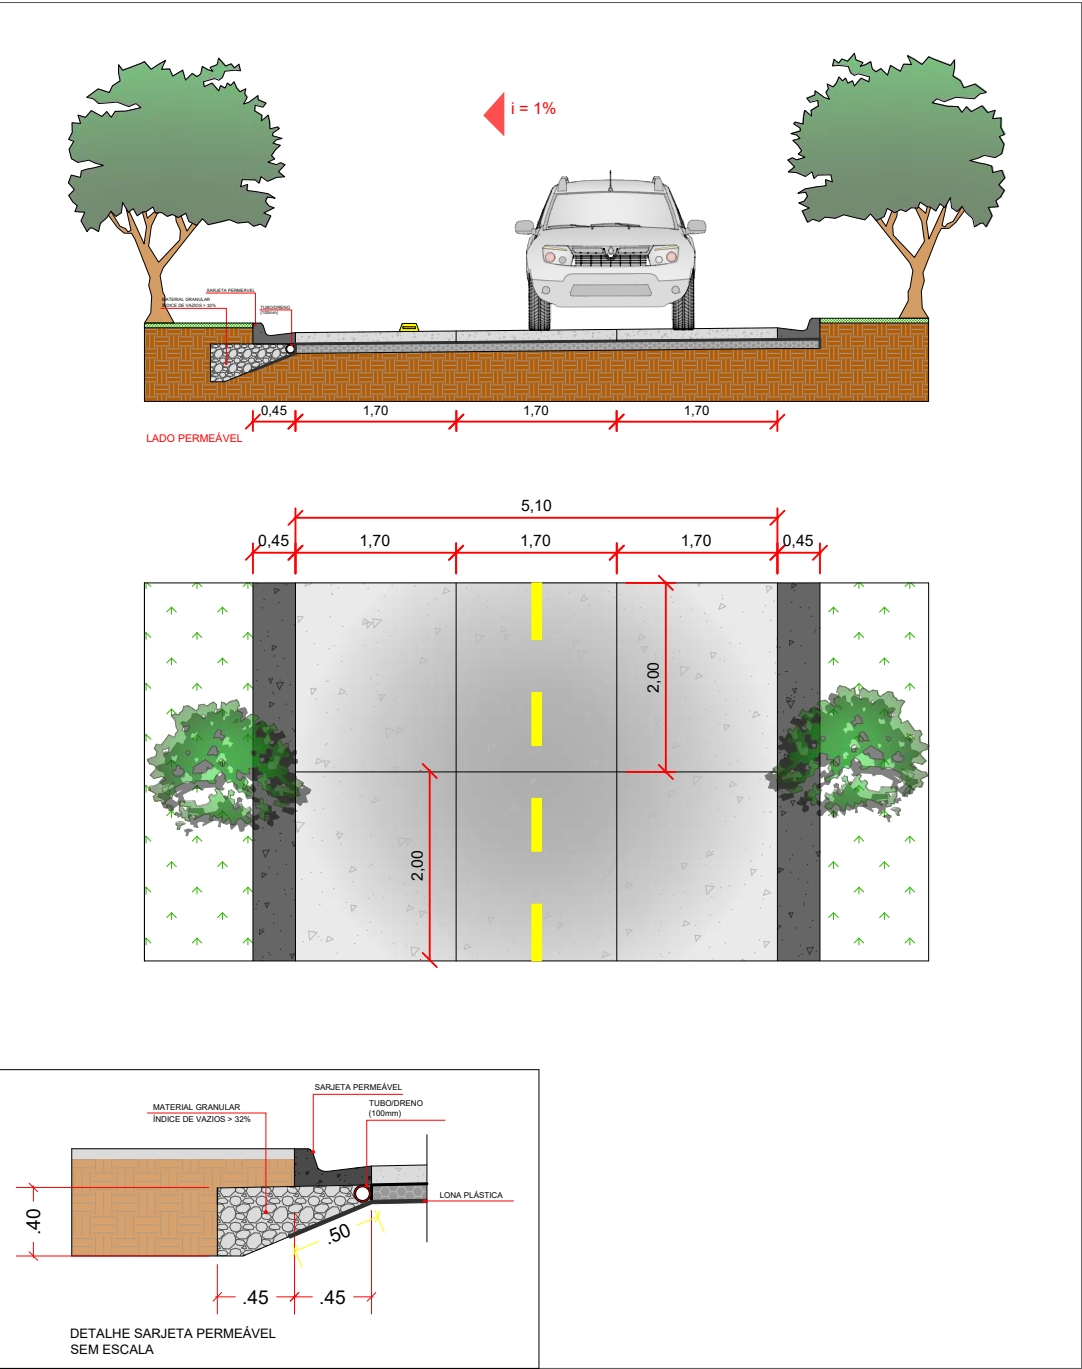 i = 1%
SARJETA PERMEÁVEL
MATERIAL GRANULAR
ÍNDICE DE VAZIOS > 32%
TUBO/DRENO
(100mm)
0,45
1,70
1,70
1,70
LADO PERMEÁVEL
5,10
0,45
1,70
1,70
1,70
0,45
2,00
2,00
SARJETA PERMEÁVEL
TUBO/DRENO
(100mm)
MATERIAL GRANULAR
ÍNDICE DE VAZIOS > 32%
LONA PLÁSTICA
.40
.50
.45
.45
DETALHE SARJETA PERMEÁVEL
SEM ESCALA